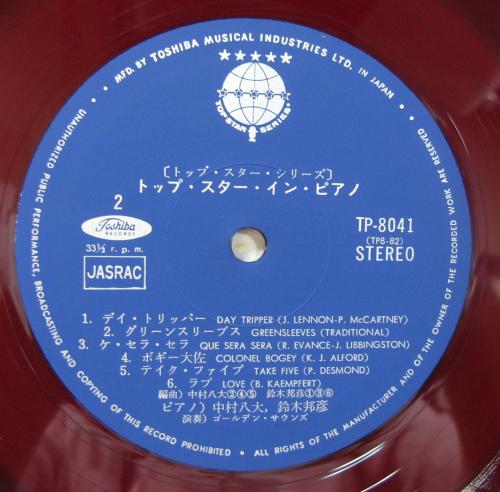 MFD. BY TOSHIBA MUSICAL INDUSTRIES LTD. IN JAPAN
★★★★★
TOP STAR SERIES
〔トップ・スター・シリーズ〕
トップ・スター・イン・ピアノ
2
Toshiba
RECORDS
33⅓ r.p.m.
JASRAC
TP-8041
(TP8-82)
STEREO
1. デイ・トリッパー DAY TRIPPER (J. LENNON-P. McCARTNEY)
2. グリーンスリーブス GREENSLEEVES (TRADITIONAL)
3. ケ・セラ・セラ QUE SERA SERA (R. EVANCE-J. LIBBINGSTON)
4. ボギー大佐 COLONEL BOGEY (K. J. ALFORD)
5. テイク・ファイブ TAKE FIVE (P. DESMOND)
6. ラブ LOVE (B. KAEMPFERT)
編曲) 中村八大②④⑤ 鈴木邦彦①③⑥
ピアノ) 中村八大, 鈴木邦彦
演奏) ゴールデン・サウンズ
UNAUTHORIZED PUBLIC PERFORMANCE, BROADCASTING AND COPYING OF THIS RECORD PROHIBITED • ALL RIGHTS OF THE MANUFACTURER AND OF THE OWNER OF THE RECORDED WORK ARE RESERVED